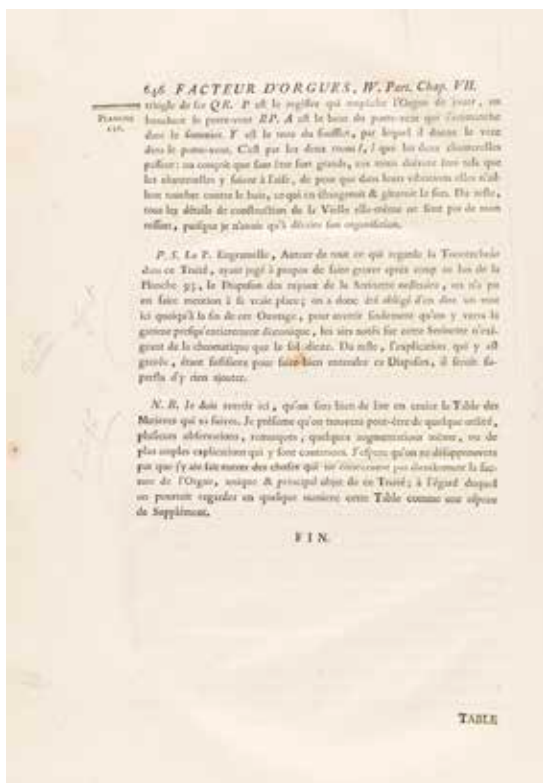 646 FACTEUR D'ORGUES, IV. Part. Chap. VII.
PLANCHE
tringle de fer QR. P est le registre qui empêche l'Orgue de jouer, en
bouchant le porte-vent RP. A est le bout du porte-vent qui s'emmanche
dans le sommier. Y est le trou du soufflet, par lequel il donne le vent
dans le porte-vent. C'est par les deux trous l, l que les deux chanterelles
passent: on conçoit que sans être fort grands, ces trous doivent être tels que
les chanterelles y soient à l'aise, de peur que dans leurs vibrations elles n'al-
lent toucher contre le bois, ce qui en changeroit & gâteroit le son. Du reste,
tous les détails de construction de la Vielle elle-même ne sont pas de mon
ressort, puisque je n'avois qu'à décrire son organisation.
P. S. Le P. Engramelle, Auteur de tout ce qui regarde la Tonotechnie
dans ce Traité, ayant jugé à propos de faire graver après coup au bas de la
Planche 93, le Diapason des tuyaux de la Serinette ordinaire, on n'a pu
en faire mention à sa vraie place; on a donc été obligé d'en dire un mot
ici quoiqu'à la fin de cet Ouvrage, pour avertir seulement qu'on y verra la
gamme presqu'entierement diatonique, les airs notés sur cette Serinette n'exi-
geant de la chromatique que le fa dieze. Du reste, l'explication qui y est
gravée, étant suffisante pour faire bien entendre ce Diapason, il seroit su-
perflu d'y rien ajouter.
N. B. Je dois avertir ici, qu'on fera bien de lire en entier la Table des
Matieres qui va suivre. Je présume qu'on trouvera peut-être de quelque utilité,
plusieurs observations, remarques, quelques augmentations même, ou de
plus amples explications qui y sont contenues. J'espere qu'on ne désapprouvera
pas que j'y aie fait entrer des choses qui ne concernent pas absolument la fac-
ture de l'Orgue, unique & principal objet de ce Traité; à l'égard duquel
on pourroit regarder en quelque maniere cette Table comme une espece
de Supplément.
FIN.
TABLE